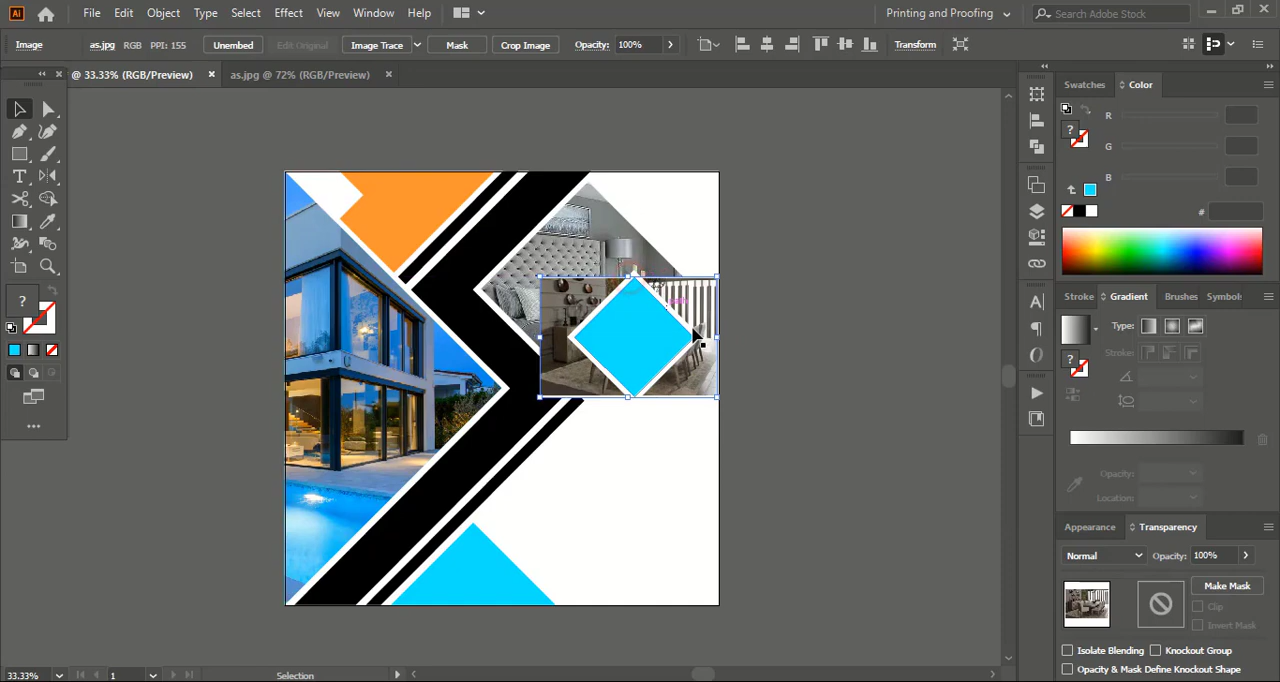 Ai File Edit Object Type Select Effect View Window Help Printing and Proofing Search Adobe Stock
Image as.jpg RGB PPI: 155 Unembed Edit Original Image Trace Mask Crop Image Opacity: 100% Transform
@ 33.33% (RGB/Preview) × as.jpg @ 72% (RGB/Preview) ×
Swatches Color
R
G
B
#
Stroke Gradient Brushes Symbols
Type:
Stroke:
Opacity:
Location:
Appearance Transparency
Normal Opacity: 100%
Make Mask
Clip
Invert Mask
Isolate Blending Knockout Group
Opacity & Mask Define Knockout Shape
33.33% 1 Selection